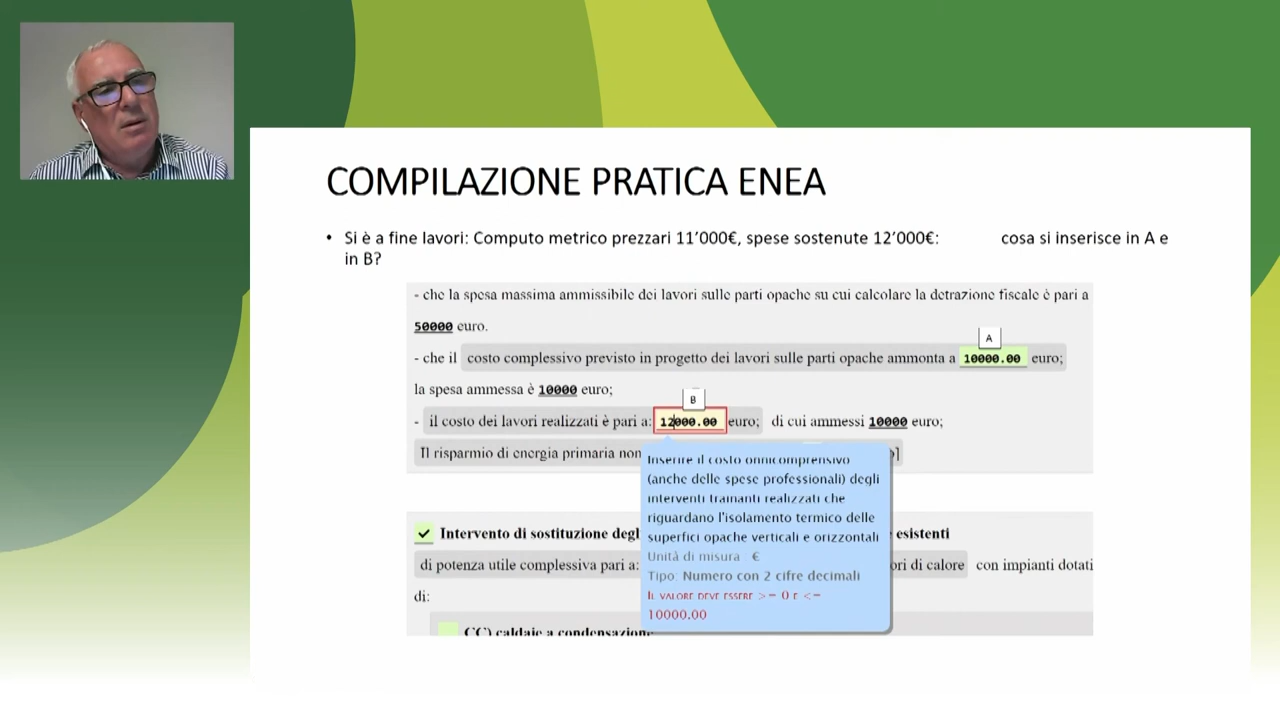 COMPILAZIONE PRATICA ENEA
• Si è a fine lavori: Computo metrico prezzari 11’000€, spese sostenute 12’000€: cosa si inserisce in A e
in B?
- che la spesa massima ammissibile dei lavori sulle parti opache su cui calcolare la detrazione fiscale è pari a
50000 euro.
A
- che il costo complessivo previsto in progetto dei lavori sulle parti opache ammonta a 10000.00 euro;
la spesa ammessa è 10000 euro;
B
- il costo dei lavori realizzati è pari a: 12000.00 euro; di cui ammessi 10000 euro;
Il risparmio di energia primaria non
Inserire il costo onnicomprensivo
(anche delle spese professionali) degli
interventi trainanti realizzati che
riguardano l'isolamento termico delle
superfici opache verticali e orizzontali
Unità di misura €
Tipo: Numero con 2 cifre decimali
Il valore deve essere >= 0 e <=
10000.00
Intervento di sostituzione degl esistenti
di potenza utile complessiva pari a: ori di calore con impianti dotati
di:
CC) caldaie a condensazione